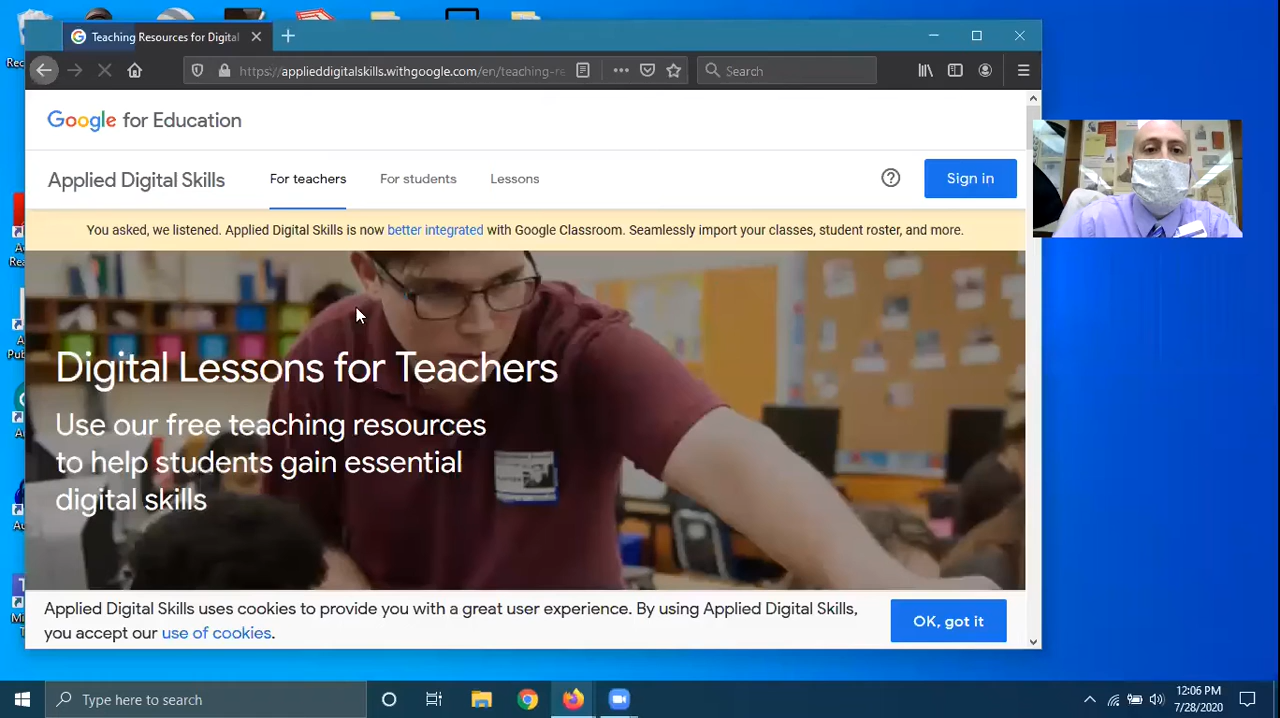 Teaching Resources for Digital
https://applieddigitalskills.withgoogle.com/en/teaching-re
Search
Google for Education
Applied Digital Skills
For teachers
For students
Lessons
Sign in
You asked, we listened. Applied Digital Skills is now better integrated with Google Classroom. Seamlessly import your classes, student roster, and more.
Digital Lessons for Teachers
Use our free teaching resources
to help students gain essential
digital skills
Applied Digital Skills uses cookies to provide you with a great user experience. By using Applied Digital Skills,
you accept our use of cookies.
OK, got it
Type here to search
12:06 PM
7/28/2020